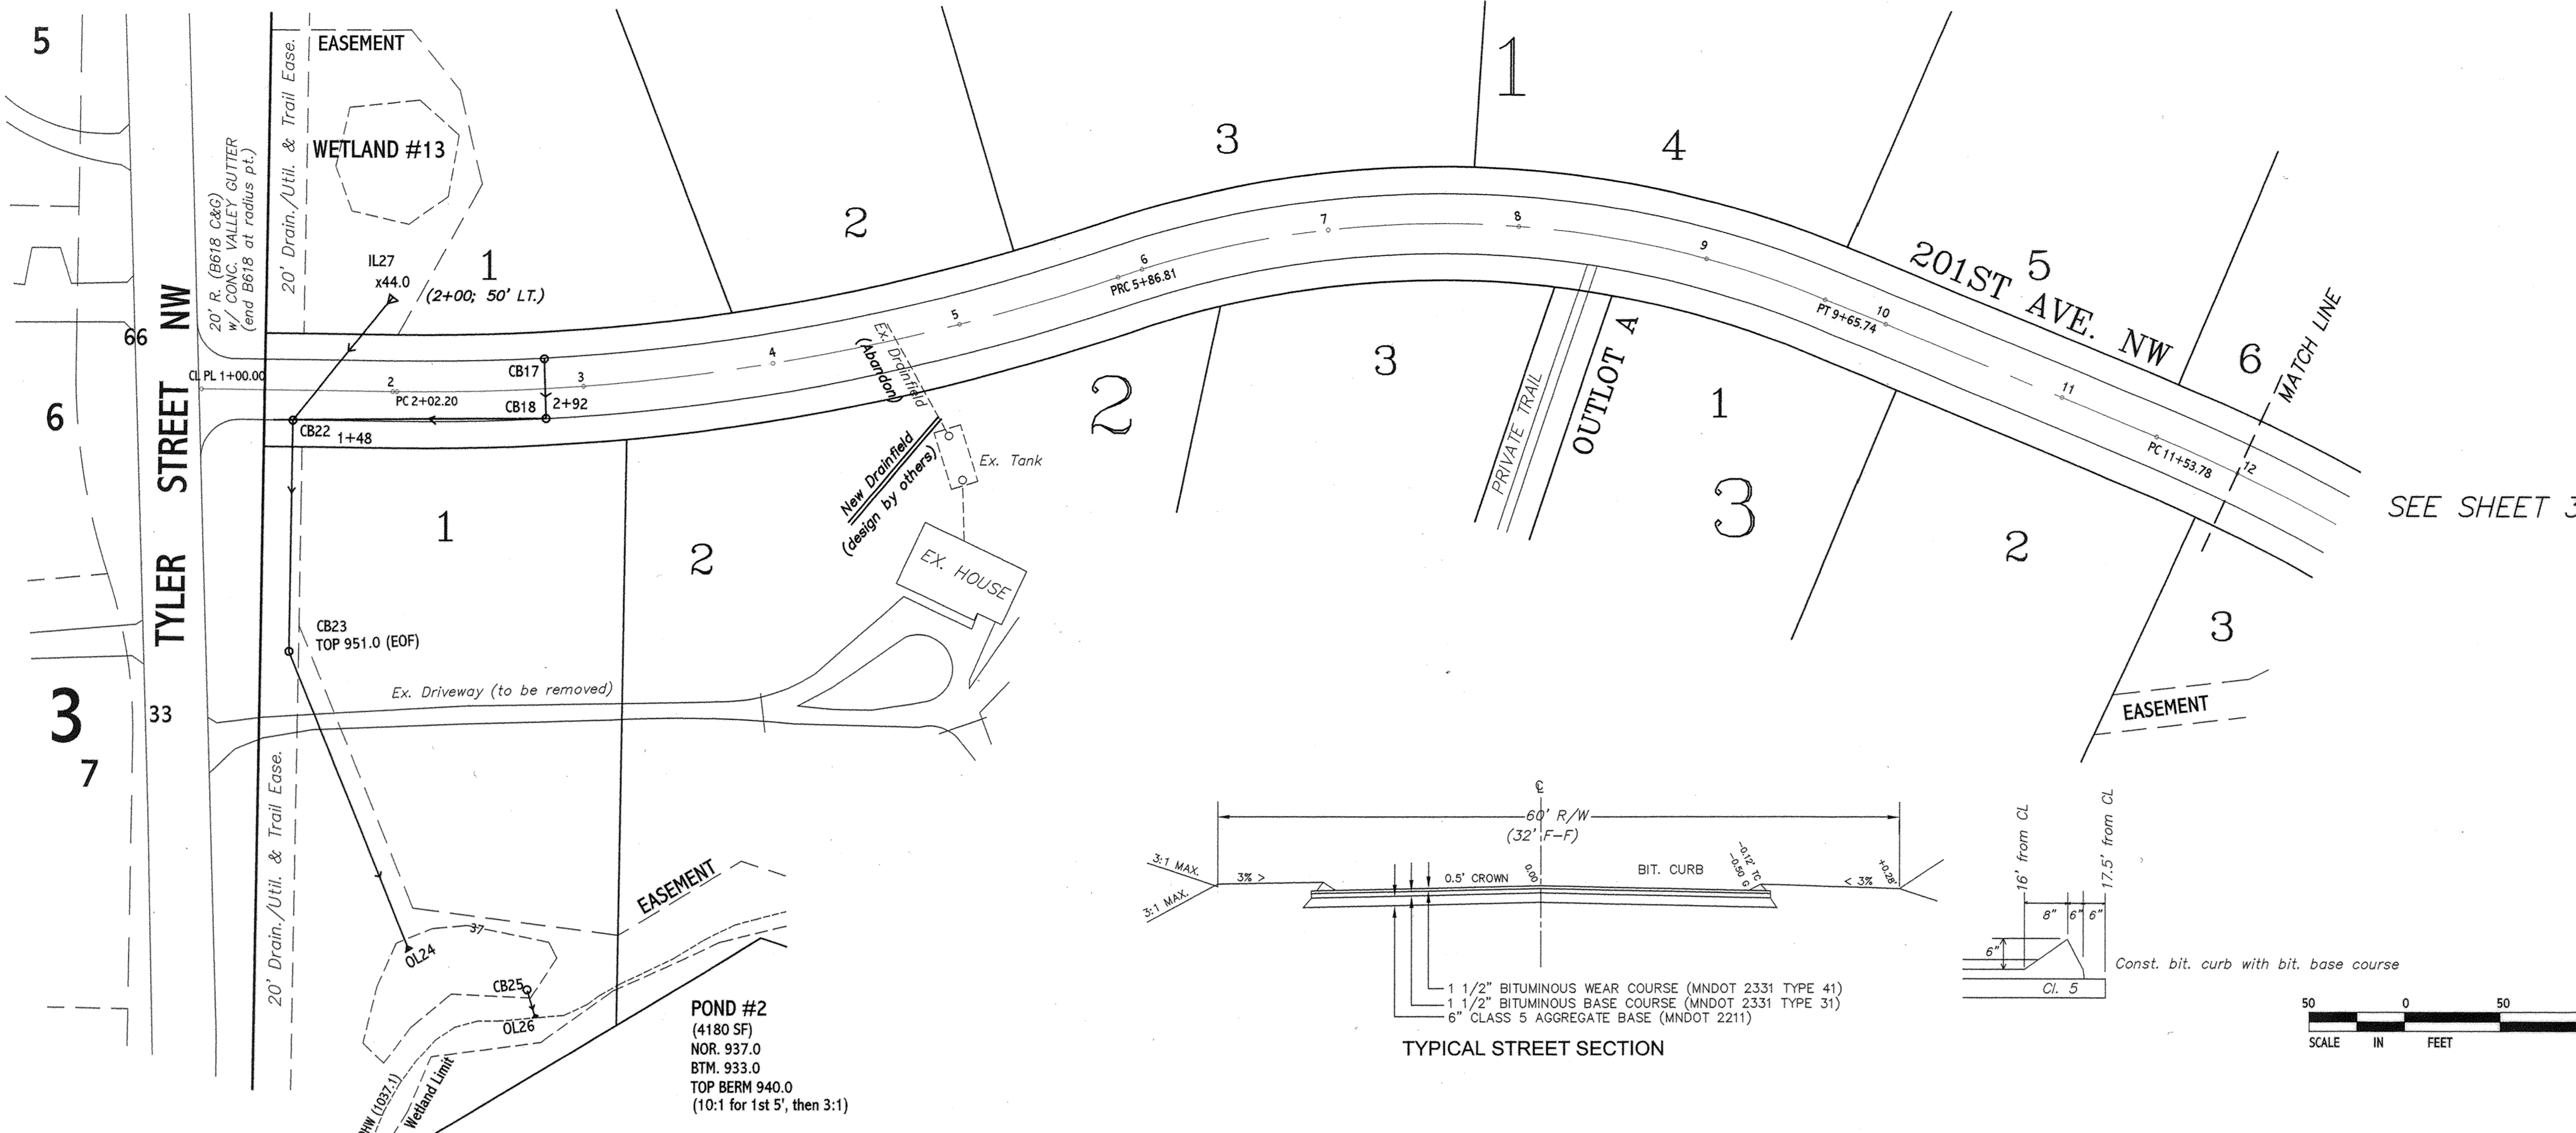 5
EASEMENT
WETLAND #13
20' Drain./Util. & Trail Ease.
20' R. (B618 C&G)
w/ CONC. VALLEY GUTTER
(end B618 at radius pt.)
IL27
x44.0
1
(2+00; 50' LT.)
2
3
1
4
5
6
66
TYLER STREET NW
CL PL 1+00.00
2
PC 2+02.20
CB17
3
CB18
2+92
CB22
1+48
4
5
6
PRC 5+86.81
7
8
9
PT 9+65.74
10
201ST AVE. NW
11
PC 11+53.78
12
MATCH LINE
SEE SHEET 3
Ex. Drainfield
(Abandon)
New Drainfield
(design by others)
Ex. Tank
EX. HOUSE
6
1
2
2
3
PRIVATE TRAIL
OUTLOT A
1
3
2
3
EASEMENT
CB23
TOP 951.0 (EOF)
Ex. Driveway (to be removed)
3
33
7
20' Drain./Util. & Trail Ease.
EASEMENT
37
OL24
CB25
OL26
(1037.1)
Wetland Limit
POND #2
(4180 SF)
NOR. 937.0
BTM. 933.0
TOP BERM 940.0
(10:1 for 1st 5', then 3:1)
℄
60' R/W
(32' F-F)
3:1 MAX.
3:1 MAX.
3% >
0.5' CROWN
0.00
BIT. CURB
-0.12' TC
-0.50 G
< 3%
+0.28'
1 1/2" BITUMINOUS WEAR COURSE (MNDOT 2331 TYPE 41)
1 1/2" BITUMINOUS BASE COURSE (MNDOT 2331 TYPE 31)
6" CLASS 5 AGGREGATE BASE (MNDOT 2211)
TYPICAL STREET SECTION
16' from CL
17.5' from CL
8"
6"
6"
6"
Const. bit. curb with bit. base course
Cl. 5
50 0 50
SCALE IN FEET